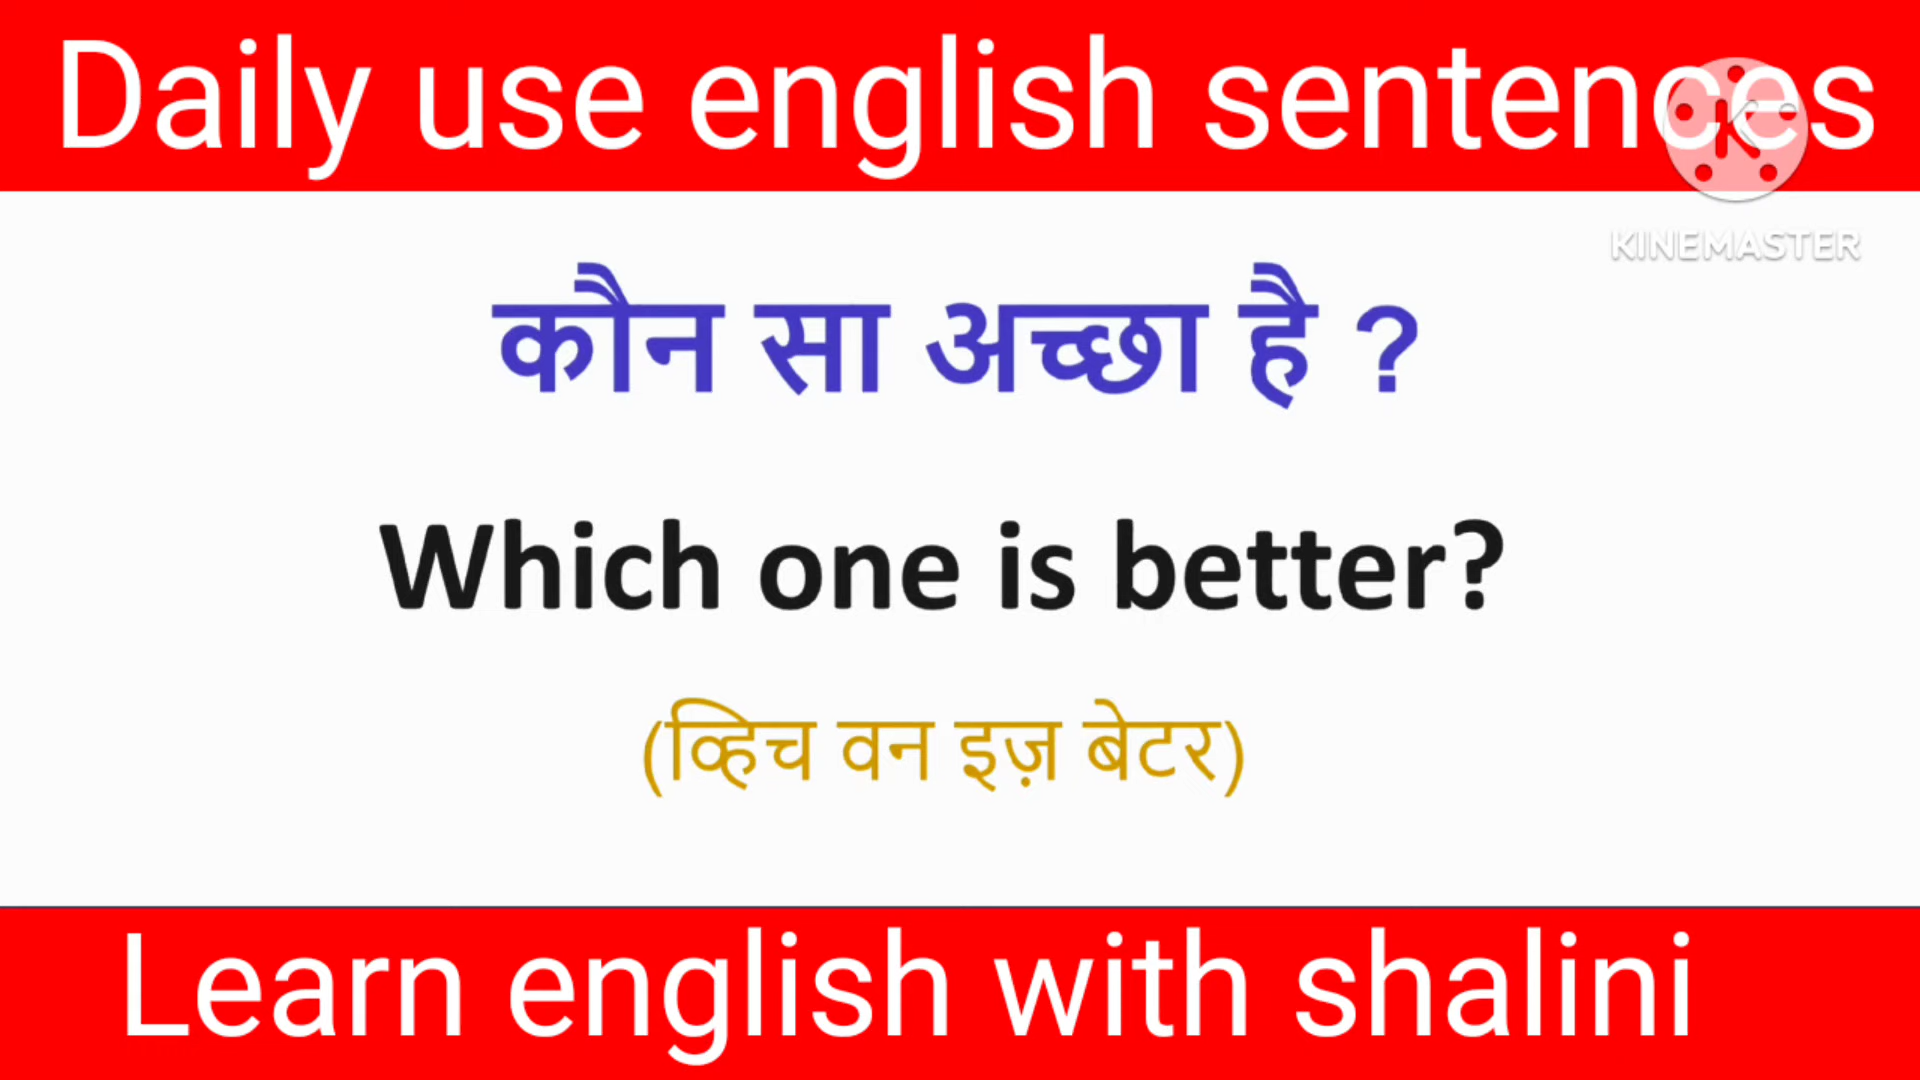 Daily use english sentences
KINEMASTER
कौन सा अच्छा है ?
Which one is better?
(व्हिच वन इज़ बेटर)
Learn english with shalini